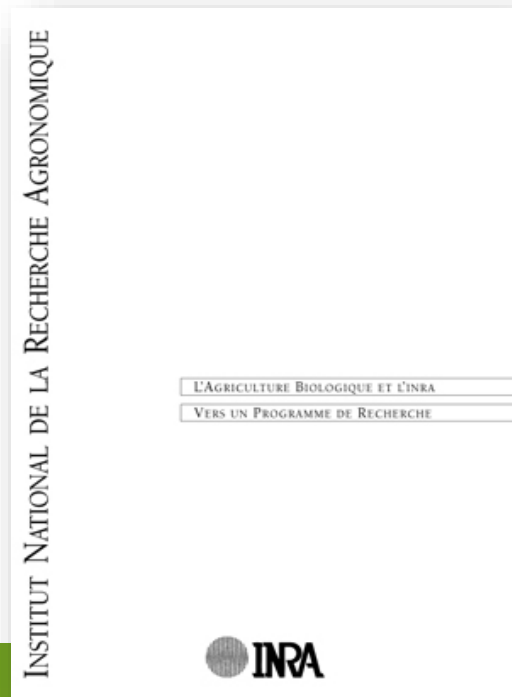 INSTITUT NATIONAL DE LA RECHERCHE AGRONOMIQUE
L'AGRICULTURE BIOLOGIQUE ET L'INRA
VERS UN PROGRAMME DE RECHERCHE
INRA